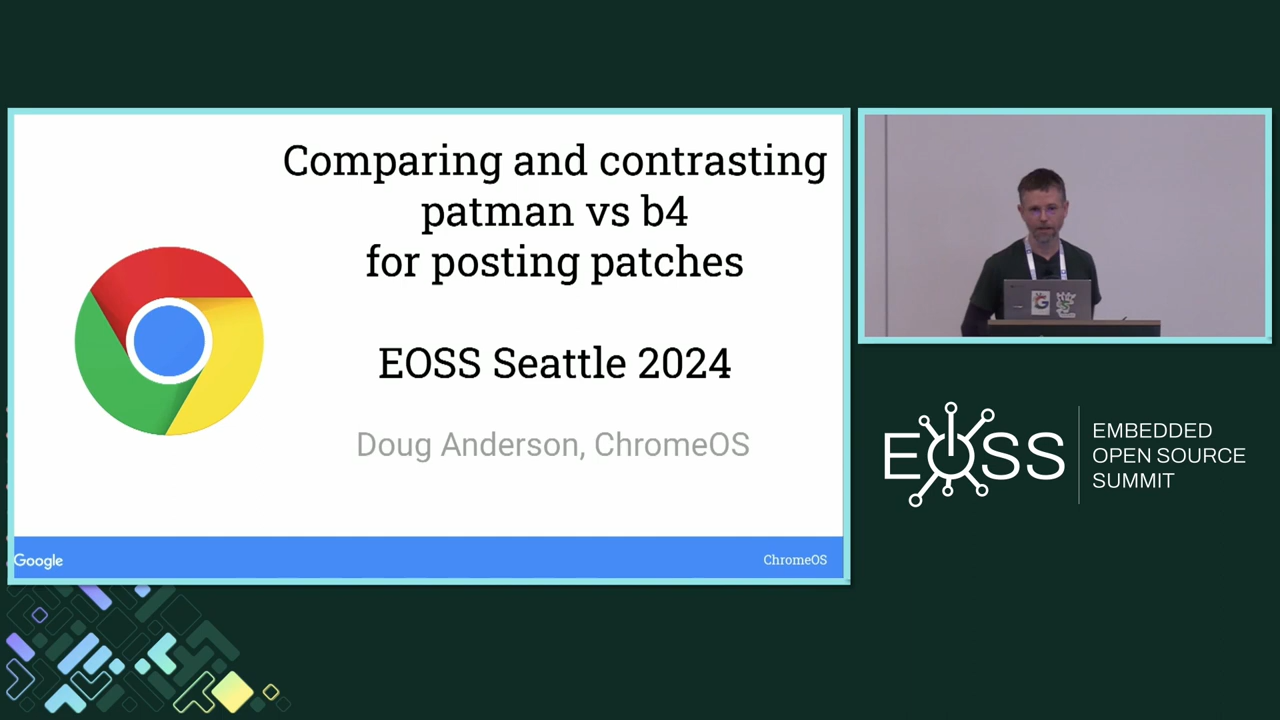 Comparing and contrasting
patman vs b4
for posting patches
EOSS Seattle 2024
Doug Anderson, ChromeOS
Google
ChromeOS
EOSS
EMBEDDED
OPEN SOURCE
SUMMIT